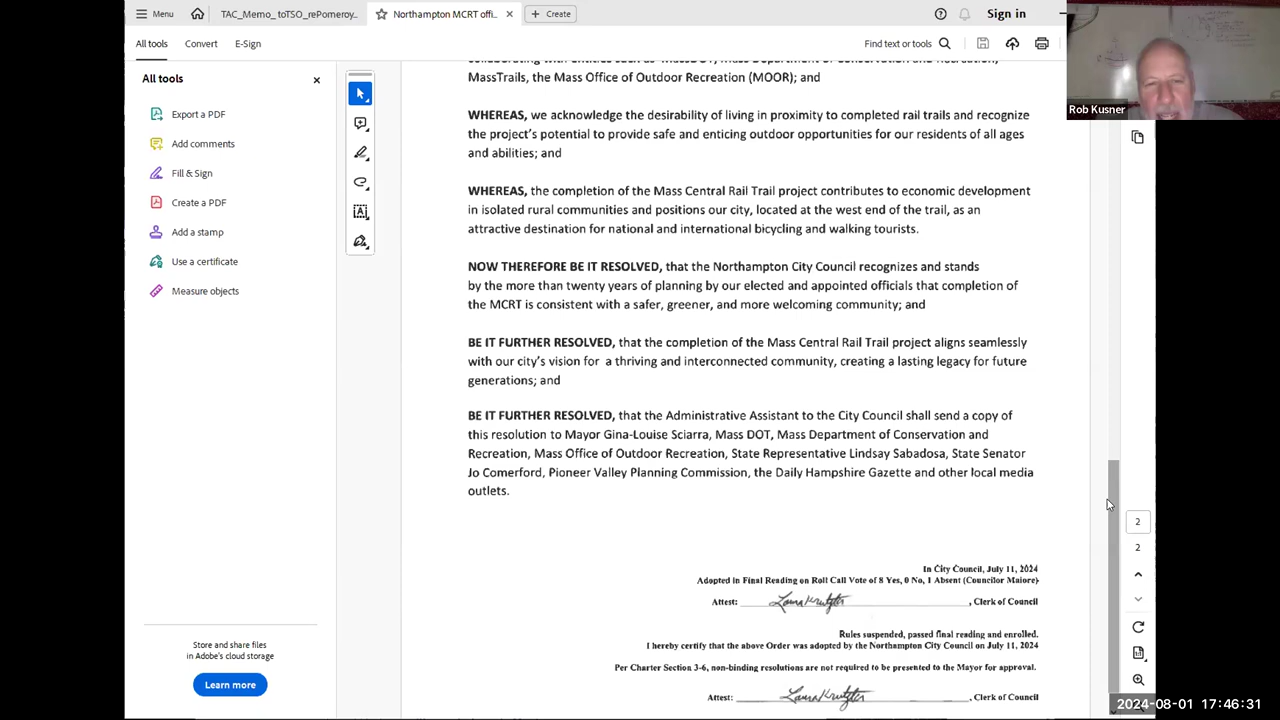 Menu
TAC_Memo_ toTSO_rePomeroy...
Northampton MCRT offi...
Create
Sign in
All tools
Convert
E-Sign
Find text or tools
All tools
Export a PDF
Add comments
Fill & Sign
Create a PDF
Add a stamp
Use a certificate
Measure objects
Store and share files
in Adobe's cloud storage
Learn more
MassTrails, the Mass Office of Outdoor Recreation (MOOR); and
WHEREAS, we acknowledge the desirability of living in proximity to completed rail trails and recognize
the project's potential to provide safe and enticing outdoor opportunities for our residents of all ages
and abilities; and
WHEREAS, the completion of the Mass Central Rail Trail project contributes to economic development
in isolated rural communities and positions our city, located at the west end of the trail, as an
attractive destination for national and international bicycling and walking tourists.
NOW THEREFORE BE IT RESOLVED, that the Northampton City Council recognizes and stands
by the more than twenty years of planning by our elected and appointed officials that completion of
the MCRT is consistent with a safer, greener, and more welcoming community; and
BE IT FURTHER RESOLVED, that the completion of the Mass Central Rail Trail project aligns seamlessly
with our city's vision for a thriving and interconnected community, creating a lasting legacy for future
generations; and
BE IT FURTHER RESOLVED, that the Administrative Assistant to the City Council shall send a copy of
this resolution to Mayor Gina-Louise Sciarra, Mass DOT, Mass Department of Conservation and
Recreation, Mass Office of Outdoor Recreation, State Representative Lindsay Sabadosa, State Senator
Jo Comerford, Pioneer Valley Planning Commission, the Daily Hampshire Gazette and other local media
outlets.
In City Council, July 11, 2024
Adopted in Final Reading on Roll Call Vote of 8 Yes, 0 No, 1 Absent (Councilor Maiore)
Attest: , Clerk of Council
Rules suspended, passed final reading and enrolled.
I hereby certify that the above Order was adopted by the Northampton City Council on July 11, 2024
Per Charter Section 3-6, non-binding resolutions are not required to be presented to the Mayor for approval.
Attest: , Clerk of Council
Rob Kusner
2
2
2024-08-01 17:46:31